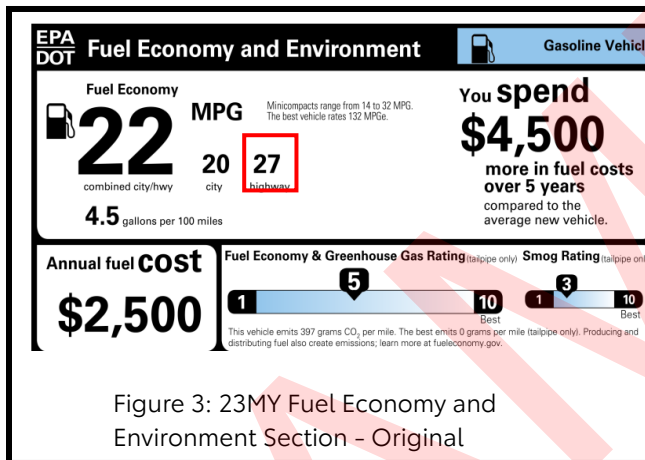 EPA
DOT Fuel Economy and Environment
Gasoline Vehicl
Fuel Economy
22 MPG
Minicompacts range from 14 to 32 MPG.
The best vehicle rates 132 MPGe.
20 27
combined city/hwy city highway
4.5 gallons per 100 miles
You spend
$4,500
more in fuel costs
over 5 years
compared to the
average new vehicle.
Annual fuel cost
$2,500
Fuel Economy & Greenhouse Gas Rating (tailpipe only)
5
1 10
Best
Smog Rating (tailpipe onl
3
1 10
Best
This vehicle emits 397 grams CO₂ per mile. The best emits 0 grams per mile (tailpipe only). Producing and
distributing fuel also create emissions; learn more at fueleconomy.gov.
Figure 3: 23MY Fuel Economy and
Environment Section - Original